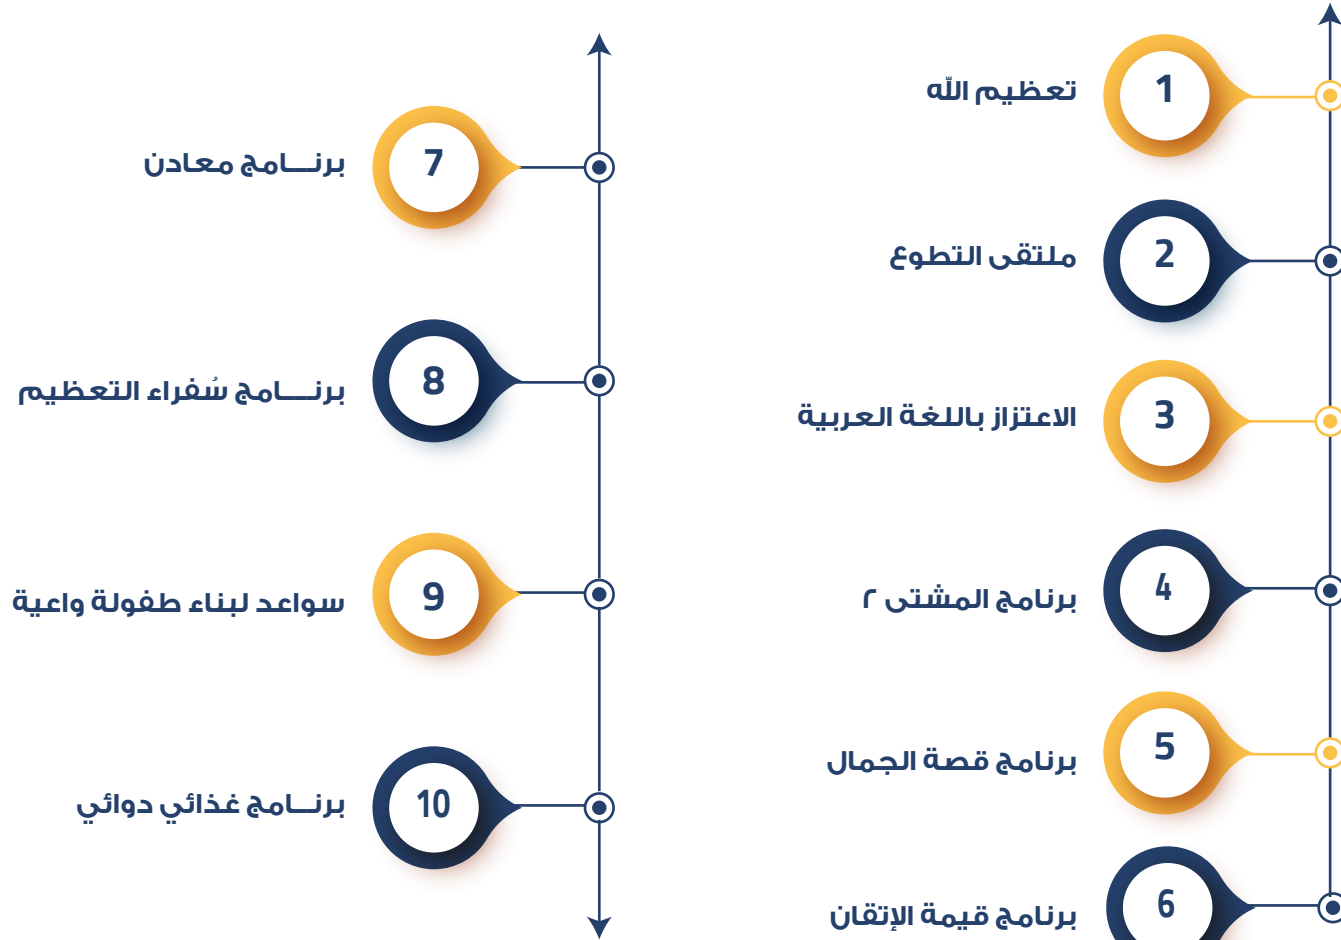 1 تعظيم الله
2 ملتقى التطوع
3 الاعتزاز باللغة العربية
4 برنامج المشتى ٢
5 برنامج قصة الجمال
6 برنامج قيمة الإتقان
7 برنـــامج معادن
8 برنـــامج سُفراء التعظيم
9 سواعد لبناء طفولة واعية
10 برنـــامج غذائي دوائي